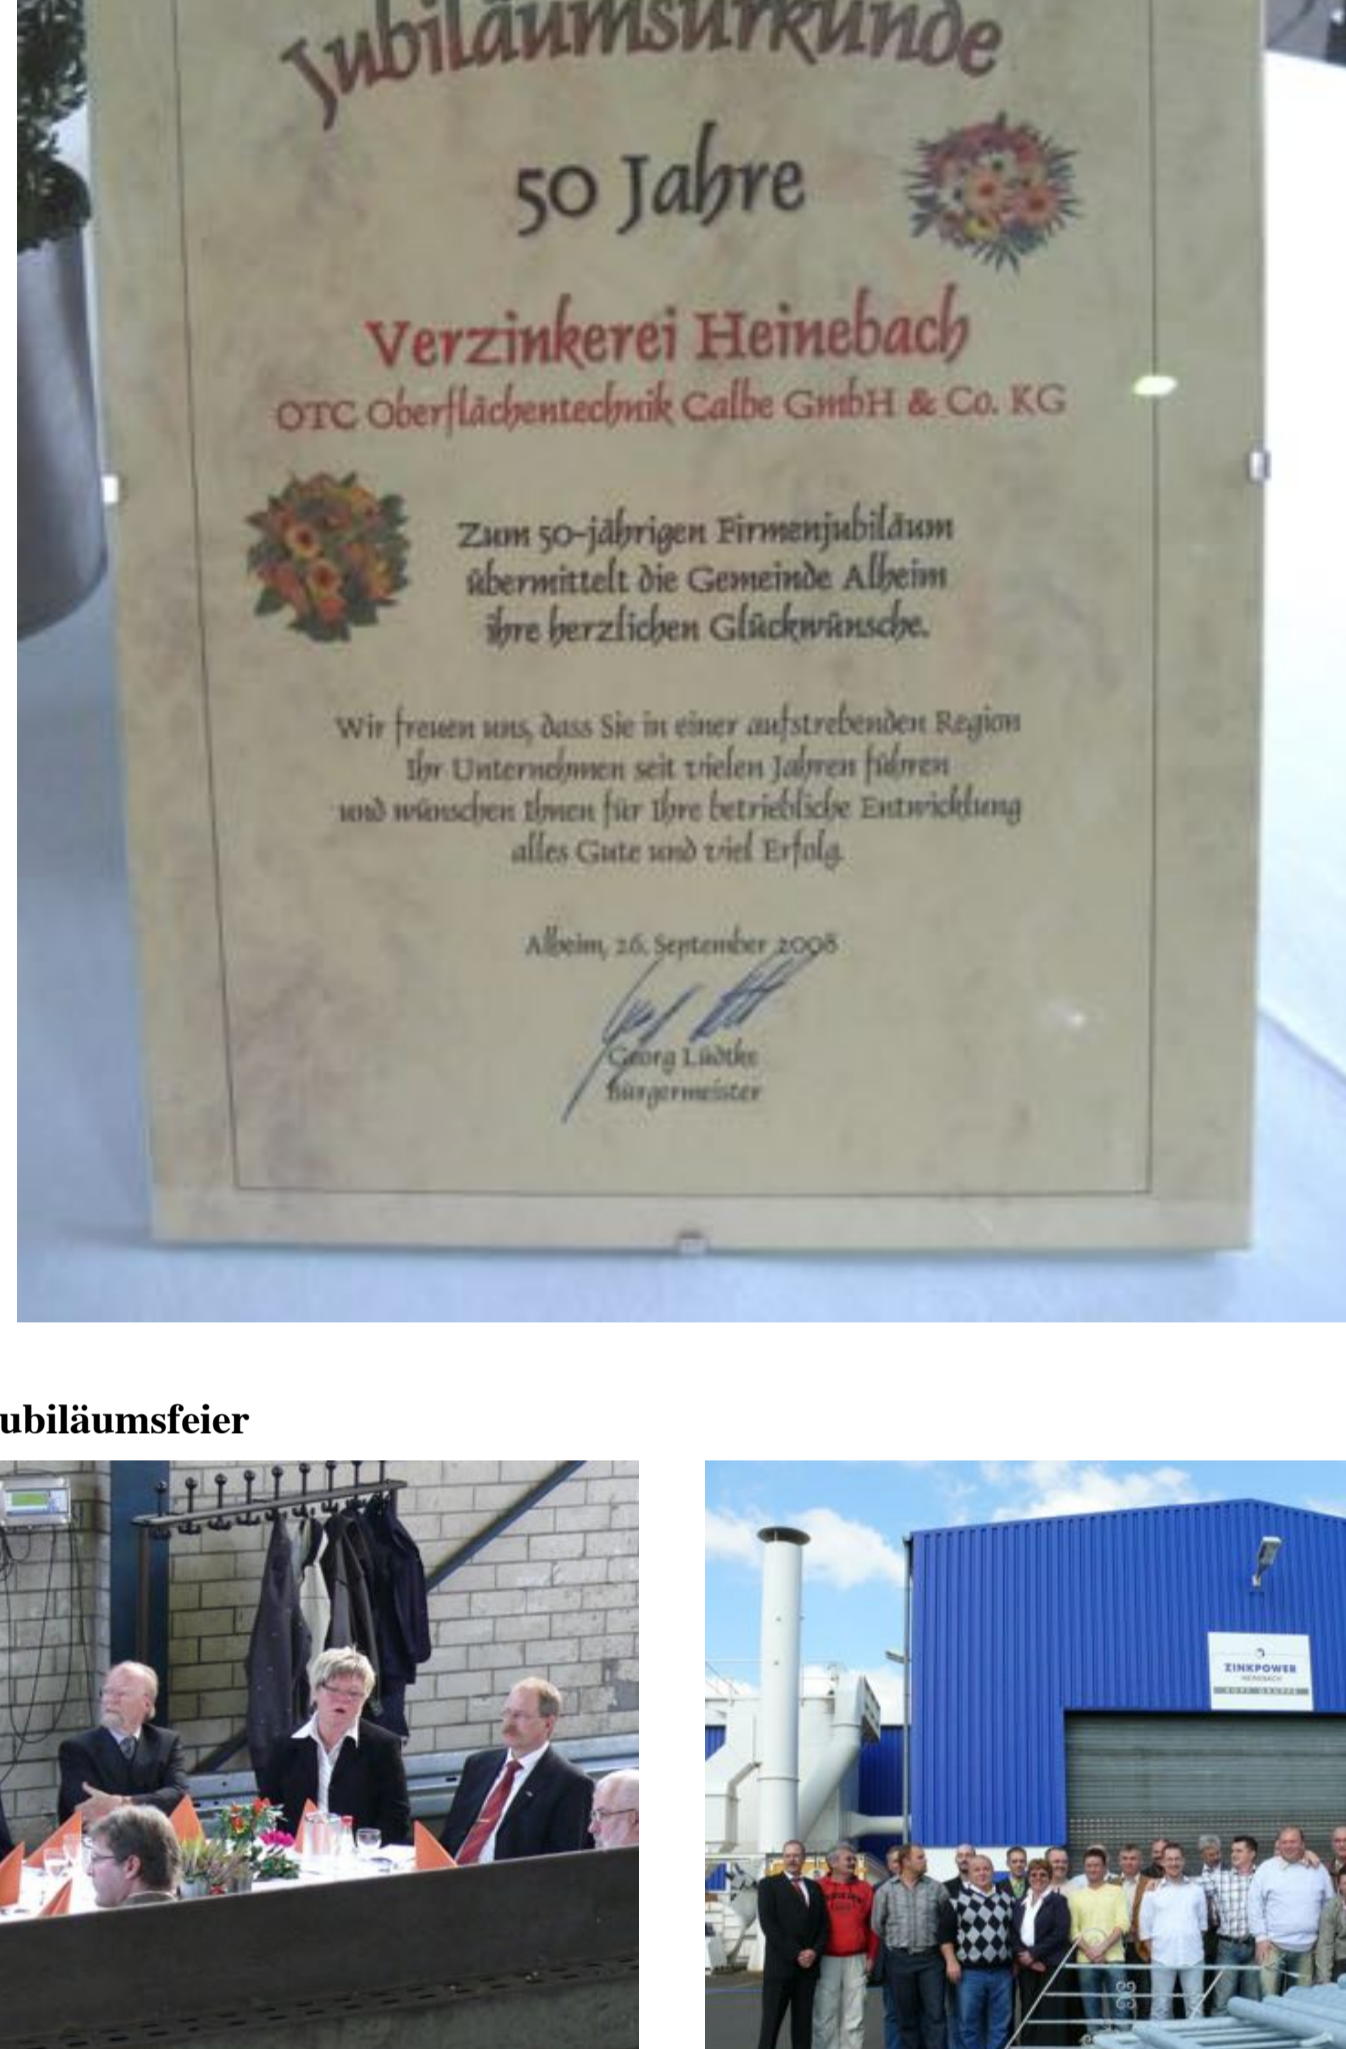 Jubiläumsurkunde
50 Jahre
Verzinkerei Heinebach
OTC Oberflächentechnik Calbe GmbH & Co. KG
Zum 50-jährigen Firmenjubiläum
übermittelt die Gemeinde Alheim
ihre herzlichen Glückwünsche.
Wir freuen uns, dass Sie in einer aufstrebenden Region
Ihr Unternehmen seit vielen Jahren führen
und wünschen Ihnen für Ihre betriebliche Entwicklung
alles Gute und viel Erfolg.
Alheim, 26. September 2008
Georg Lüdtke
Bürgermeister
ubiläumsfeier
ZINKPOWER
HEINEBACH
KOPF GRUPPE